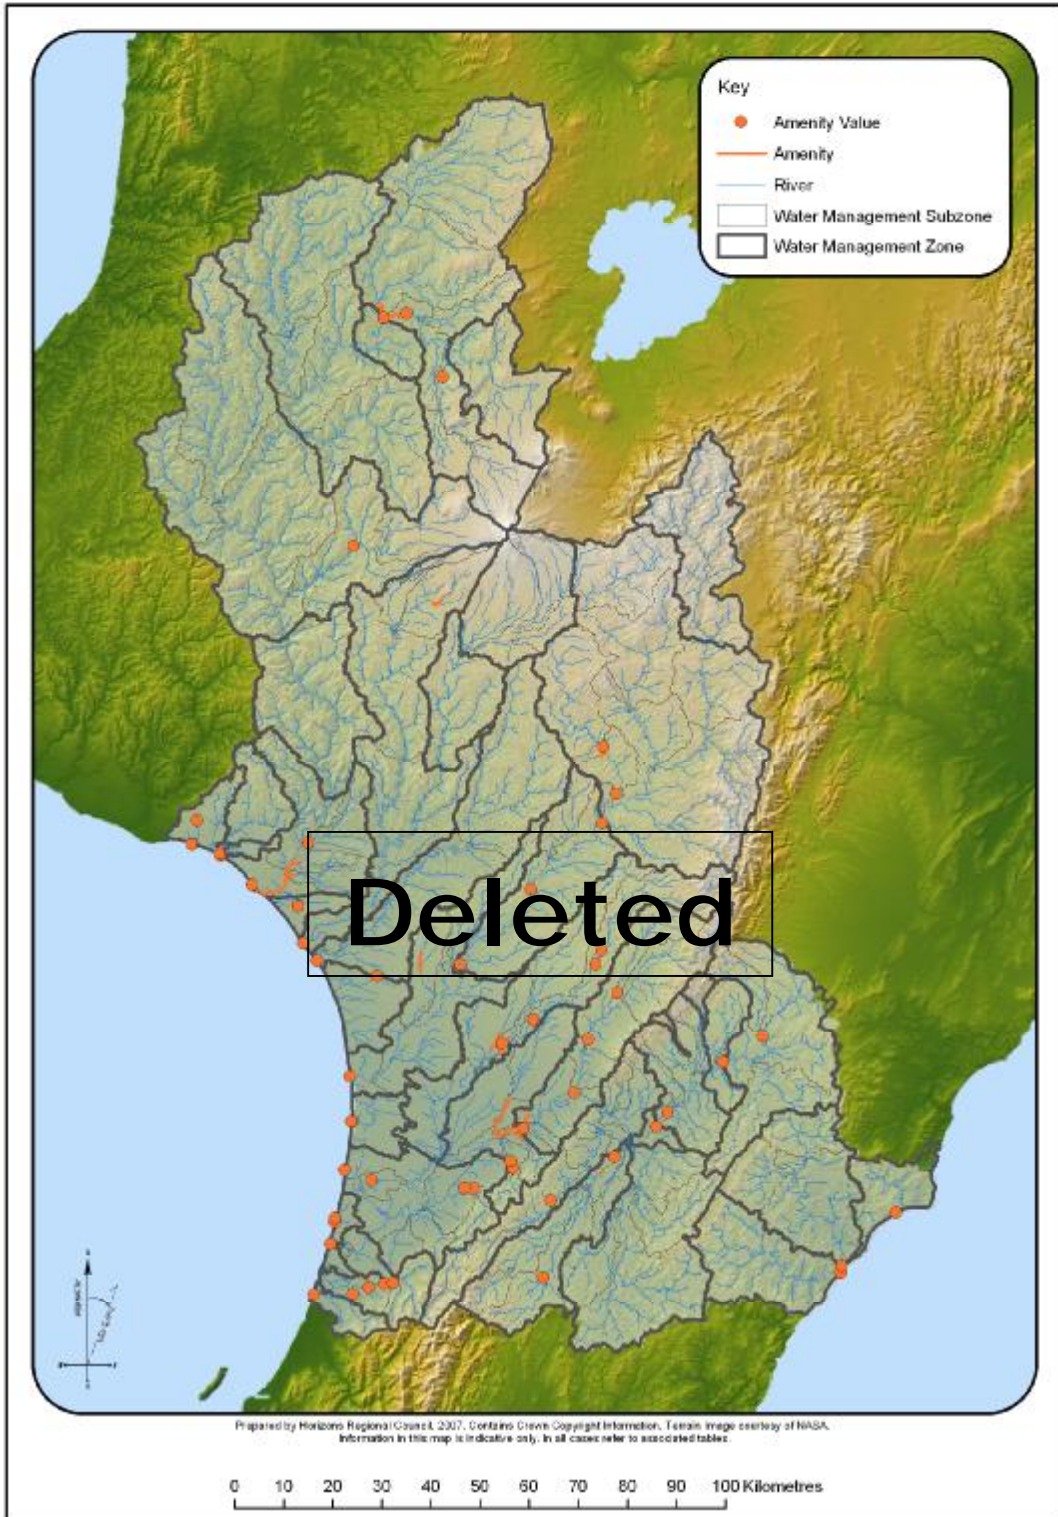 Key
Amenity Value
Amenity
River
Water Management Subzone
Water Management Zone
Deleted
Prepared by Horizons Regional Council, 2007. Contains Crown Copyright Information. Terrain Image courtesy of NASA.
Information in this map is indicative only. In all cases refer to associated tables.
0 10 20 30 40 50 60 70 80 90 100 Kilometres